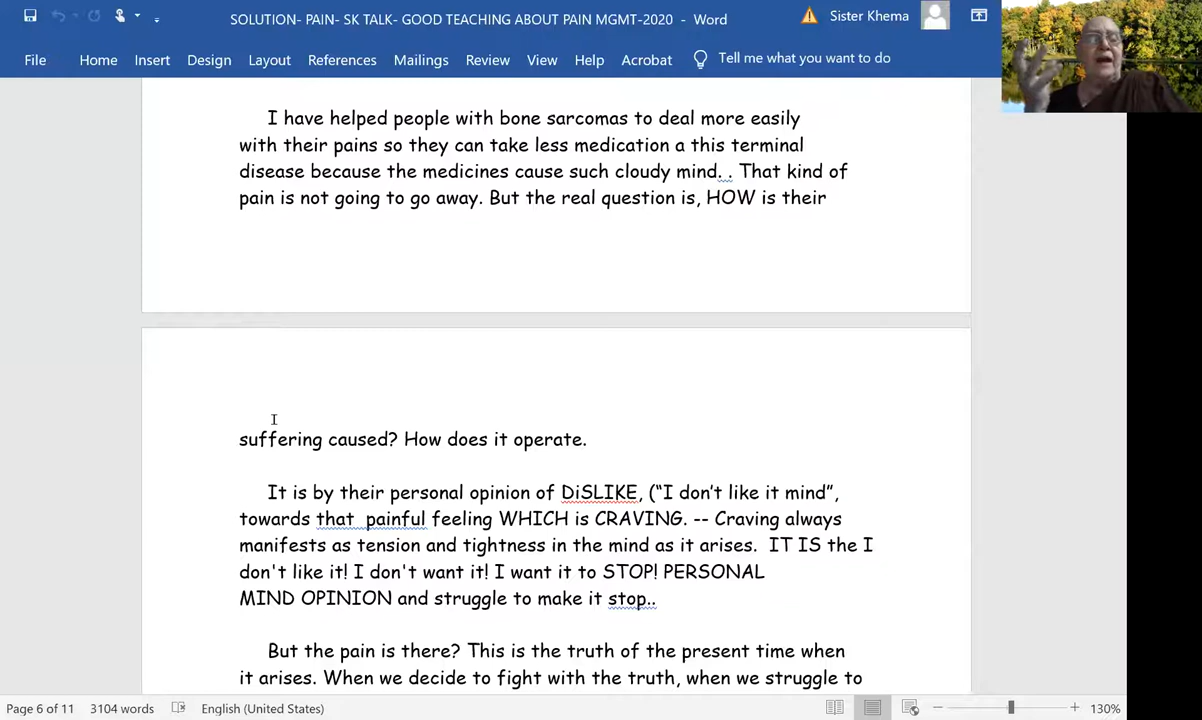 SOLUTION- PAIN- SK TALK- GOOD TEACHING ABOUT PAIN MGMT-2020 - Word
Sister Khema
File Home Insert Design Layout References Mailings Review View Help Acrobat Tell me what you want to do
I have helped people with bone sarcomas to deal more easily
with their pains so they can take less medication a this terminal
disease because the medicines cause such cloudy mind. . That kind of
pain is not going to go away. But the real question is, HOW is their
suffering caused? How does it operate.
It is by their personal opinion of DiSLIKE, (“I don’t like it mind”,
towards that painful feeling WHICH is CRAVING. -- Craving always
manifests as tension and tightness in the mind as it arises. IT IS the I
don't like it! I don't want it! I want it to STOP! PERSONAL
MIND OPINION and struggle to make it stop..
But the pain is there? This is the truth of the present time when
it arises. When we decide to fight with the truth, when we struggle to
Page 6 of 11 3104 words English (United States) 130%